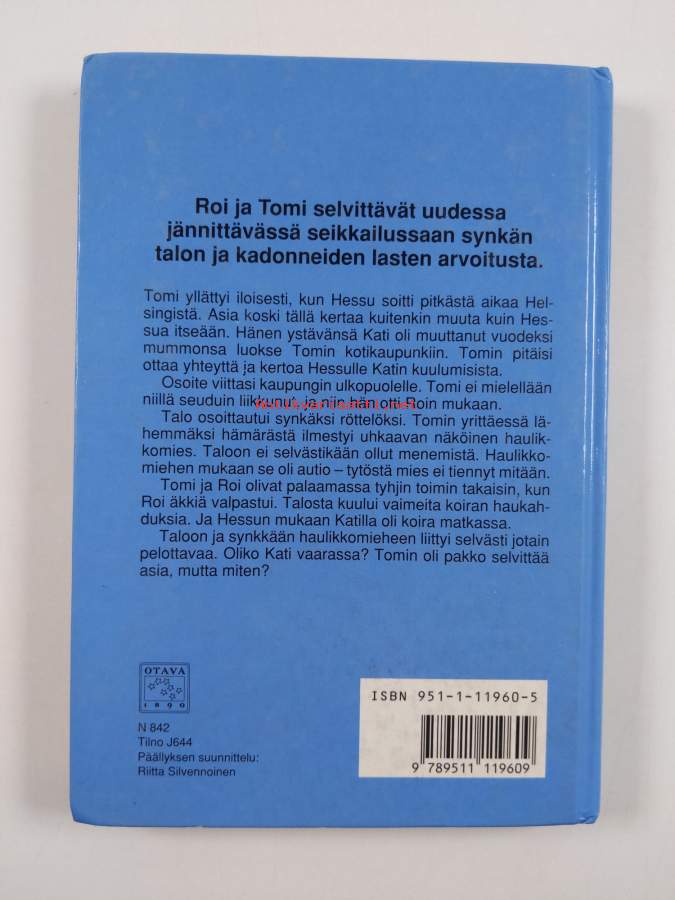 Roi ja Tomi selvittävät uudessa
jännittävässä seikkailussaan synkän
talon ja kadonneiden lasten arvoitusta.
Tomi yllättyi iloisesti, kun Hessu soitti pitkästä aikaa Hel-
singistä. Asia koski tällä kertaa kuitenkin muuta kuin Hes-
sua itseään. Hänen ystävänsä Kati oli muuttanut vuodeksi
mummonsa luokse Tomin kotikaupunkiin. Tomin pitäisi
ottaa yhteyttä ja kertoa Hessulle Katin kuulumisista.
Osoite viittasi kaupungin ulkopuolelle. Tomi ei mielellään
niillä seuduin liikkunut, ja niin hän otti Roin mukaan.
Talo osoittautui synkäksi röttelöksi. Tomin yrittäessä lä-
hemmäksi hämärästä ilmestyi uhkaavan näköinen haulik-
komies. Taloon ei selvästikään ollut menemistä. Haulikko-
miehen mukaan se oli autio – tytöstä mies ei tiennyt mitään.
Tomi ja Roi olivat palaamassa tyhjin toimin takaisin, kun
Roi äkkiä valpastui. Talosta kuului vaimeita koiran haukah-
duksia. Ja Hessun mukaan Katilla oli koira matkassa.
Taloon ja synkkään haulikkomieheen liittyi selvästi jotain
pelottavaa. Oliko Kati vaarassa? Tomin oli pakko selvittää
asia, mutta miten?
OTAVA
1890
N 842
Tilno J644
Päällyksen suunnittelu:
Riitta Silvennoinen
ISBN 951-1-11960-5
9 789511 119609